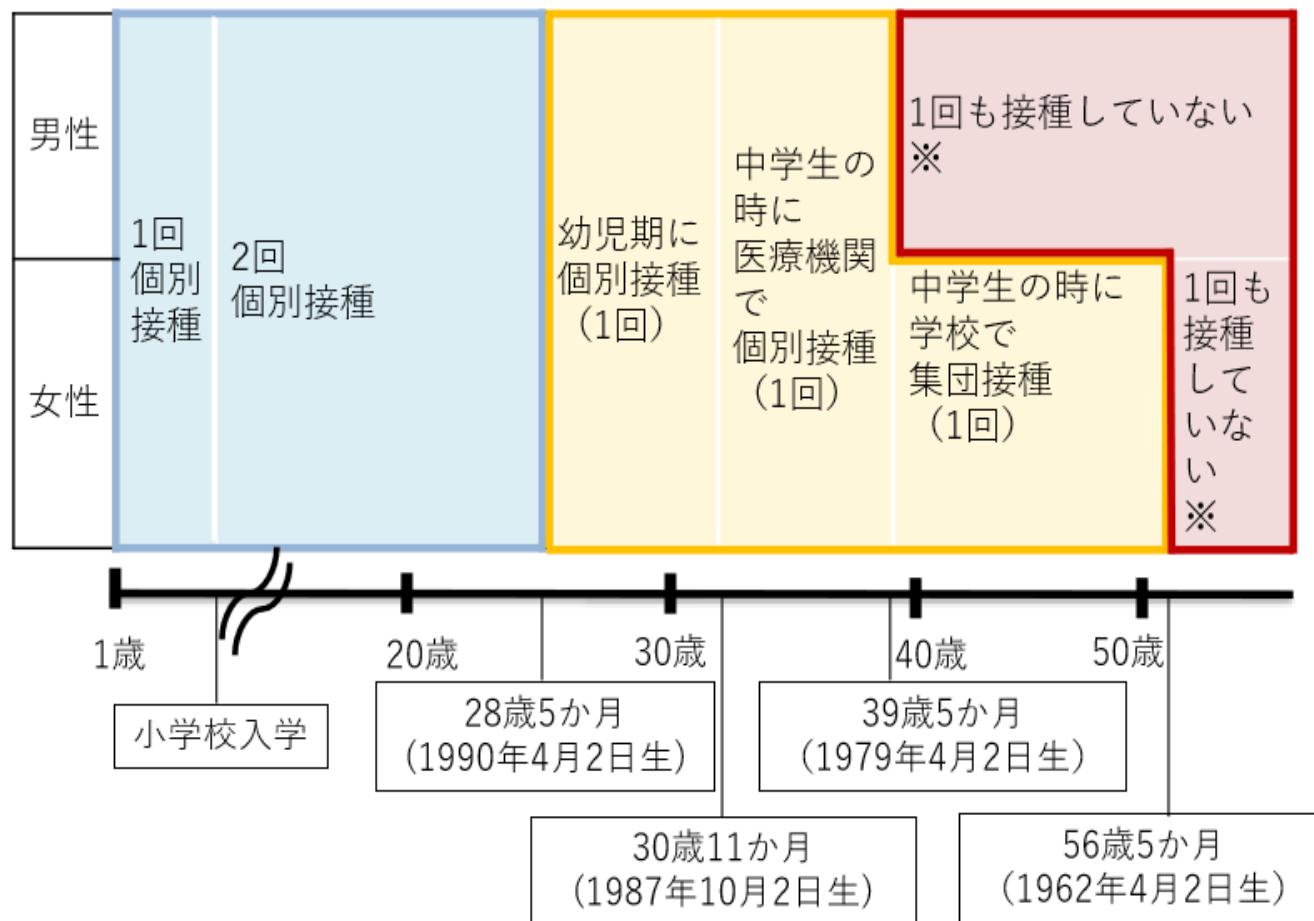 男性
女性
1回
個別
接種
2回
個別接種
幼児期に
個別接種
（1回）
中学生の
時に
医療機関
で
個別接種
（1回）
1回も接種していない
※
中学生の時に
学校で
集団接種
（1回）
1回も
接種
して
いな
い
※
1歳
20歳
30歳
40歳
50歳
小学校入学
28歳5か月
(1990年4月2日生)
39歳5か月
(1979年4月2日生)
30歳11か月
(1987年10月2日生)
56歳5か月
(1962年4月2日生)